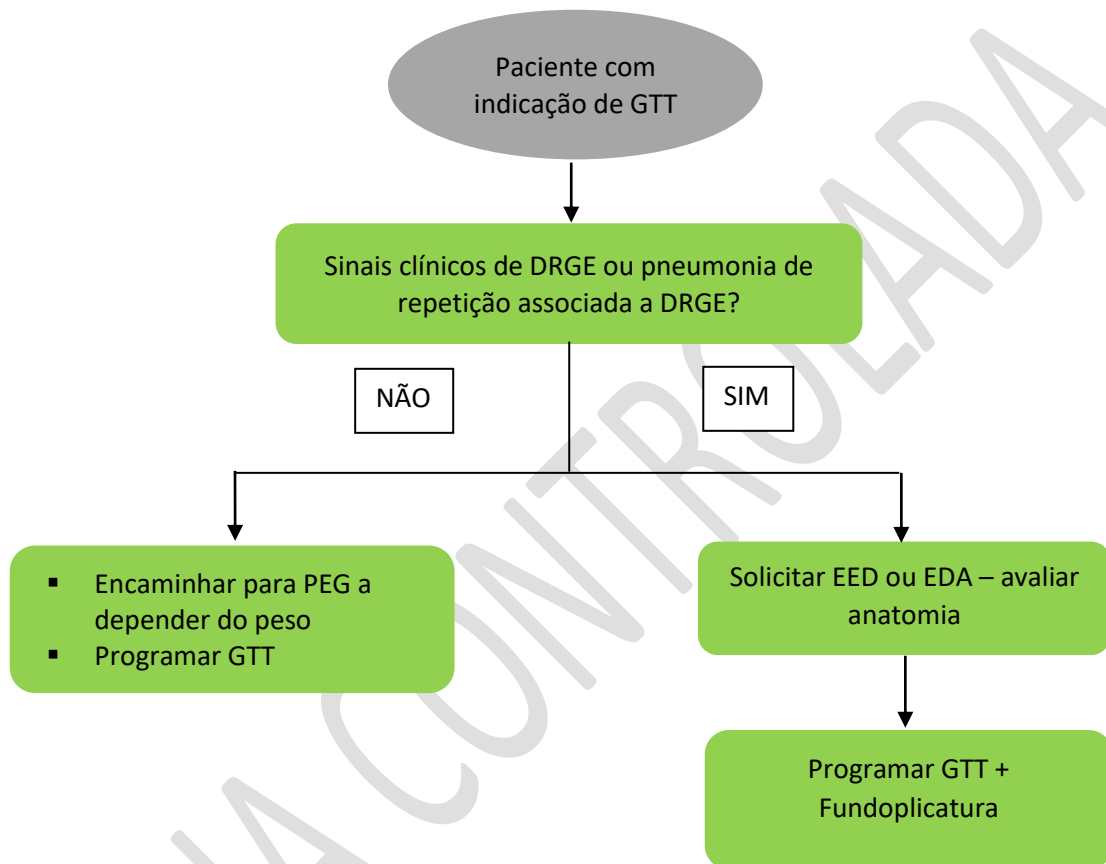 Paciente com
indicação de GTT
Sinais clínicos de DRGE ou pneumonia de
repetição associada a DRGE?
NÃO
SIM
▪ Encaminhar para PEG a
depender do peso
▪ Programar GTT
Solicitar EED ou EDA – avaliar
anatomia
Programar GTT +
Fundoplicatura
CONTROLADA